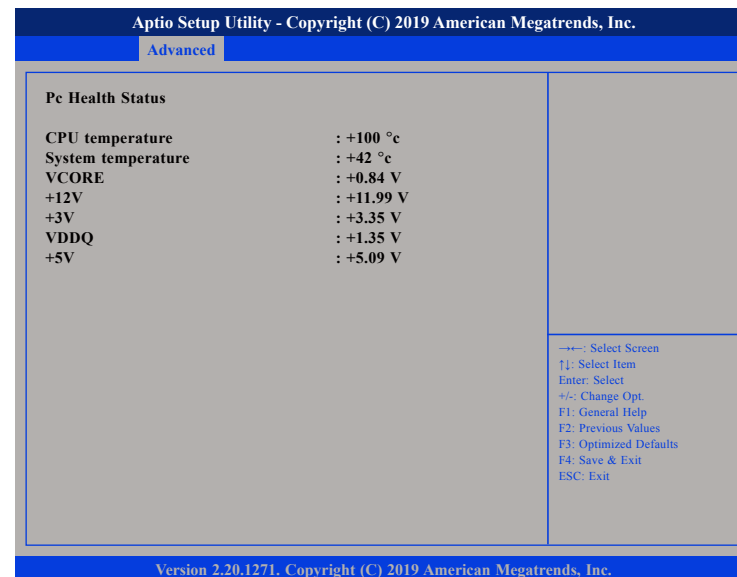 Aptio Setup Utility - Copyright (C) 2019 American Megatrends, Inc.
Advanced
Pc Health Status
CPU temperature : +100 °c
System temperature : +42 °c
VCORE : +0.84 V
+12V : +11.99 V
+3V : +3.35 V
VDDQ : +1.35 V
+5V : +5.09 V
→←: Select Screen
↑↓: Select Item
Enter: Select
+/-: Change Opt.
F1: General Help
F2: Previous Values
F3: Optimized Defaults
F4: Save & Exit
ESC: Exit
Version 2.20.1271. Copyright (C) 2019 American Megatrends, Inc.